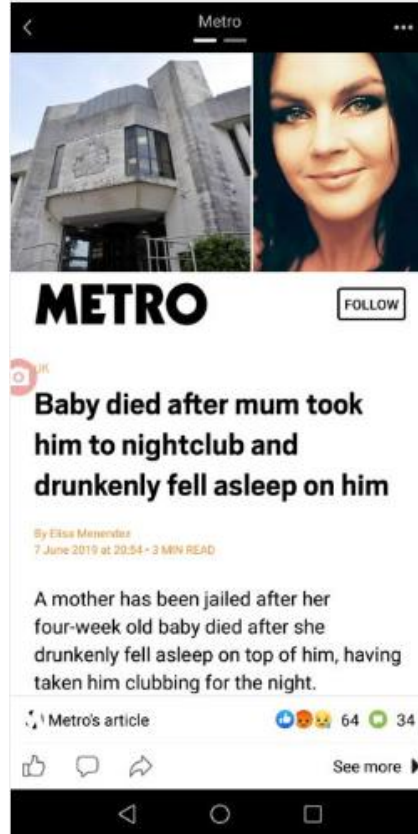 Metro
METRO
FOLLOW
UK
Baby died after mum took
him to nightclub and
drunkenly fell asleep on him
By Elisa Menendez
7 June 2019 at 20:54 • 3 MIN READ
A mother has been jailed after her
four-week old baby died after she
drunkenly fell asleep on top of him, having
taken him clubbing for the night.
Metro's article
64
34
See more